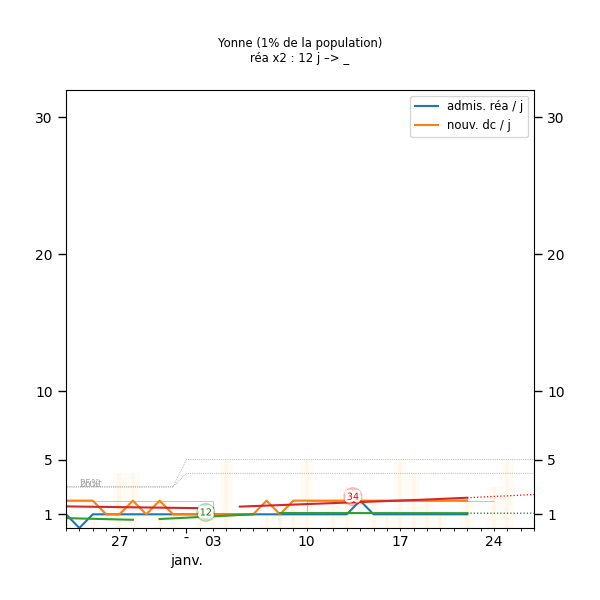 Yonne (1% de la population)
réa x2 : 12 j –> _
admis. réa / j
nouv. dc / j
30 30
20 20
10 10
5 5
1 1
34
12
27 - 03 10 17 24
janv.